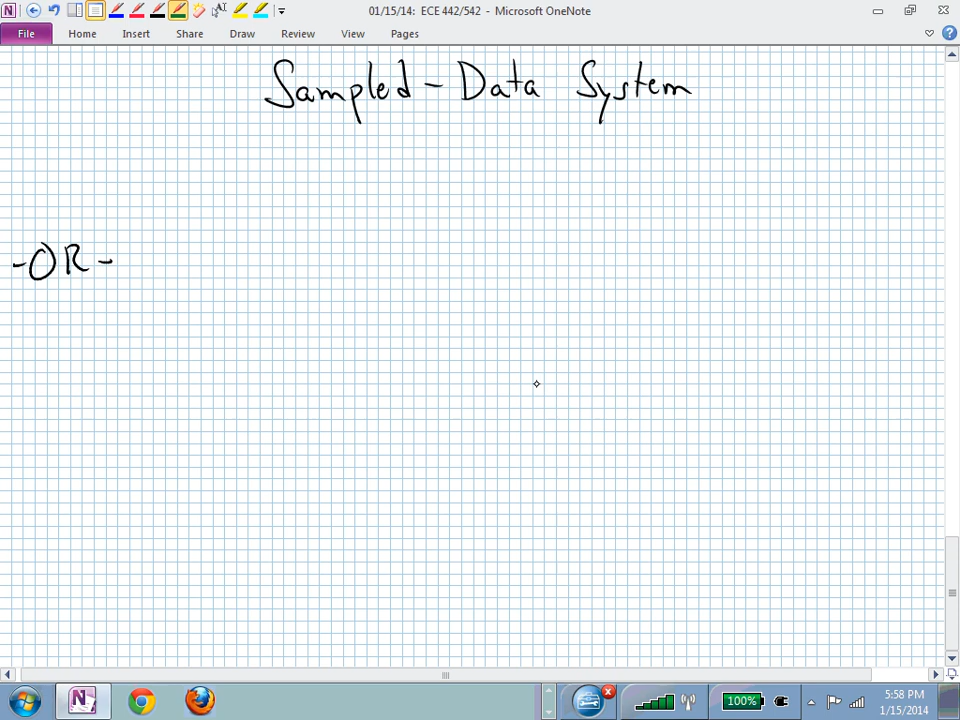 01/15/14: ECE 442/542 - Microsoft OneNote
File Home Insert Share Draw Review View Pages
Sampled - Data System
- OR -
100%
5:58 PM
1/15/2014